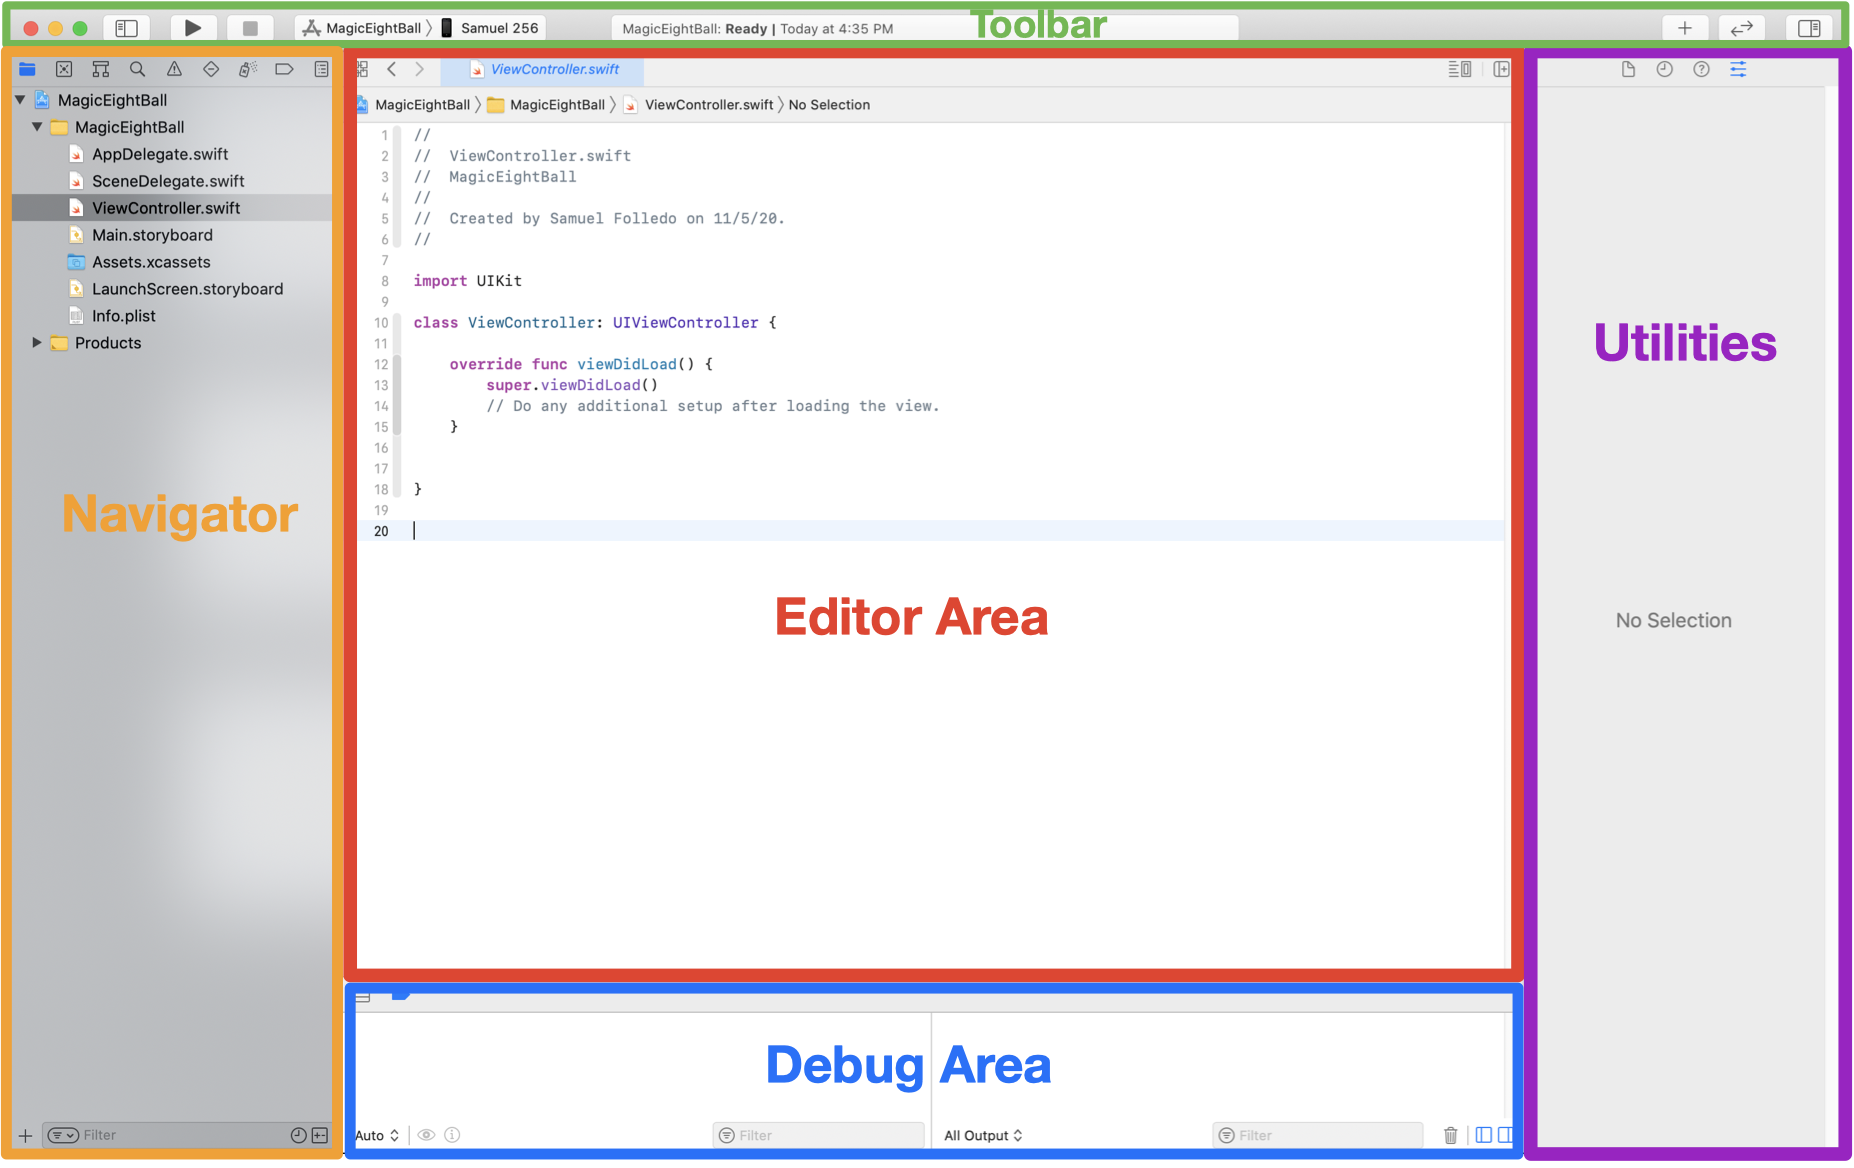 MagicEightBall 〉 Samuel 256
MagicEightBall: Ready | Today at 4:35 PM
Toolbar
MagicEightBall
MagicEightBall
AppDelegate.swift
SceneDelegate.swift
ViewController.swift
Main.storyboard
Assets.xcassets
LaunchScreen.storyboard
Info.plist
Products
Navigator
Filter
ViewController.swift
MagicEightBall 〉 MagicEightBall 〉 ViewController.swift 〉 No Selection
1 //
2 //  ViewController.swift
3 //  MagicEightBall
4 //
5 //  Created by Samuel Folledo on 11/5/20.
6 //
7
8 import UIKit
9
10 class ViewController: UIViewController {
11
12     override func viewDidLoad() {
13         super.viewDidLoad()
14         // Do any additional setup after loading the view.
15     }
16
17
18 }
19
20
Editor Area
Debug Area
Auto
Filter
All Output
Filter
Utilities
No Selection